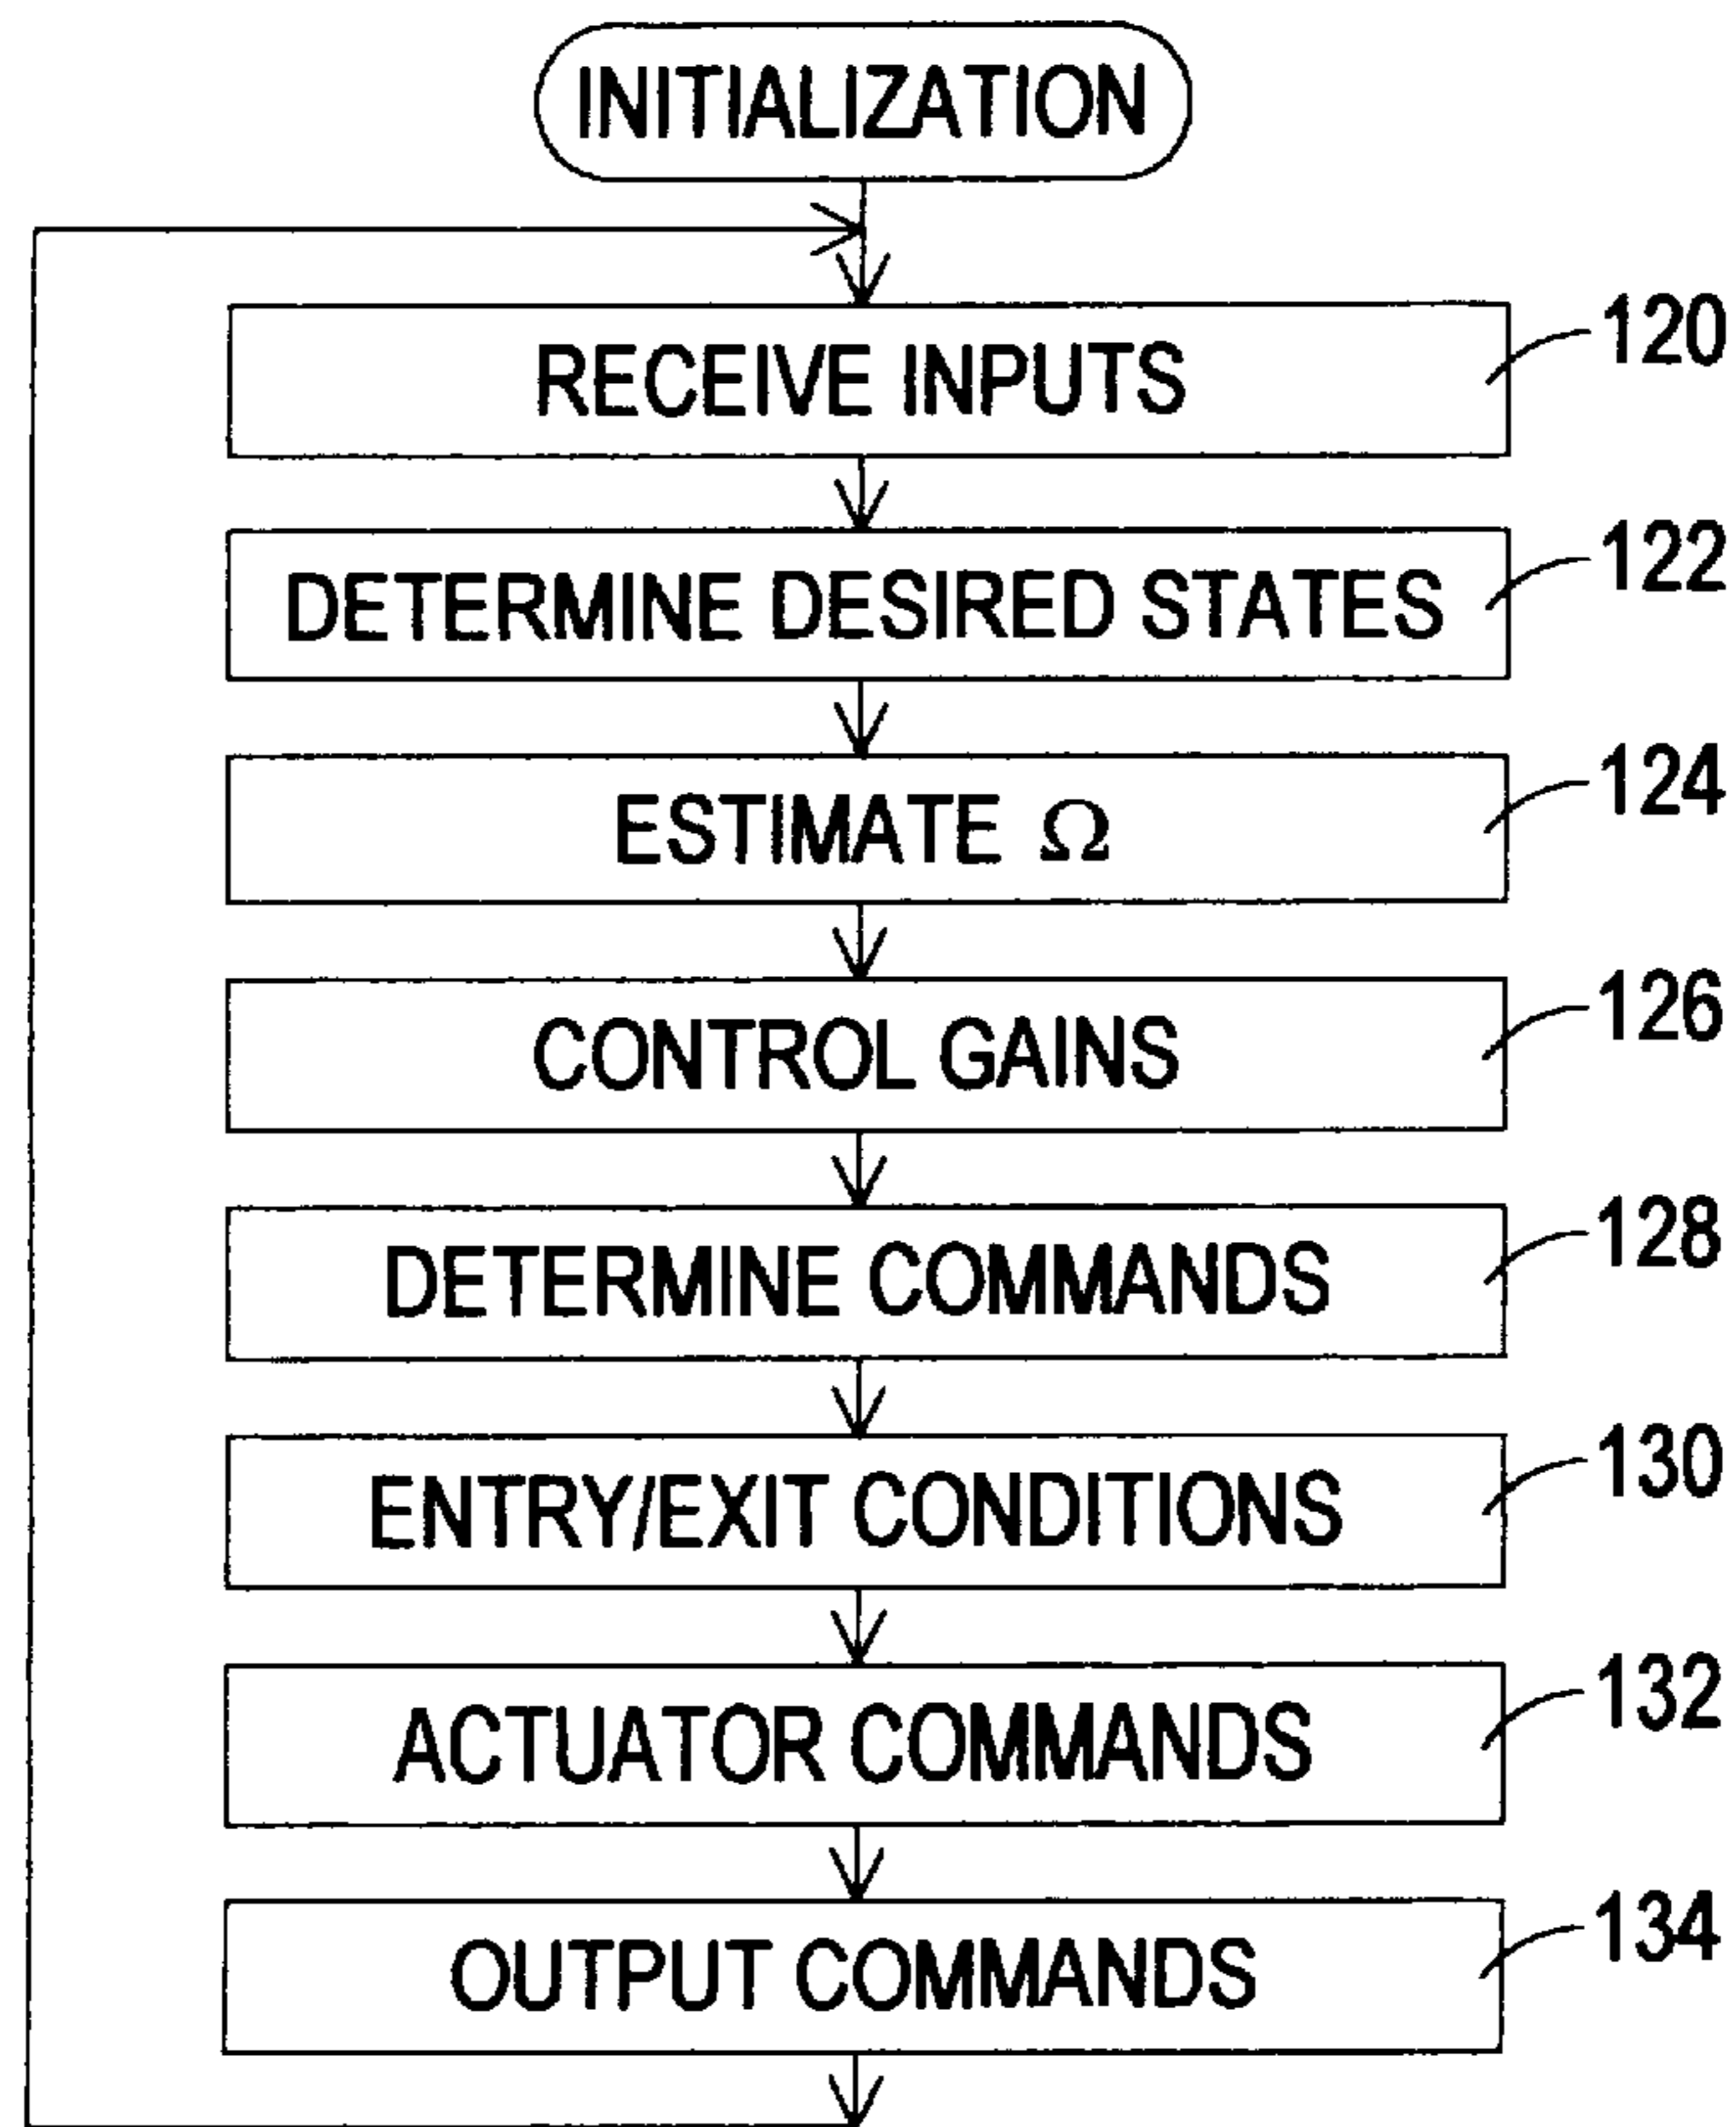 INITIALIZATION
RECEIVE INPUTS
120
DETERMINE DESIRED STATES
122
ESTIMATE Ω
124
CONTROL GAINS
126
DETERMINE COMMANDS
128
ENTRY/EXIT CONDITIONS
130
ACTUATOR COMMANDS
132
OUTPUT COMMANDS
134